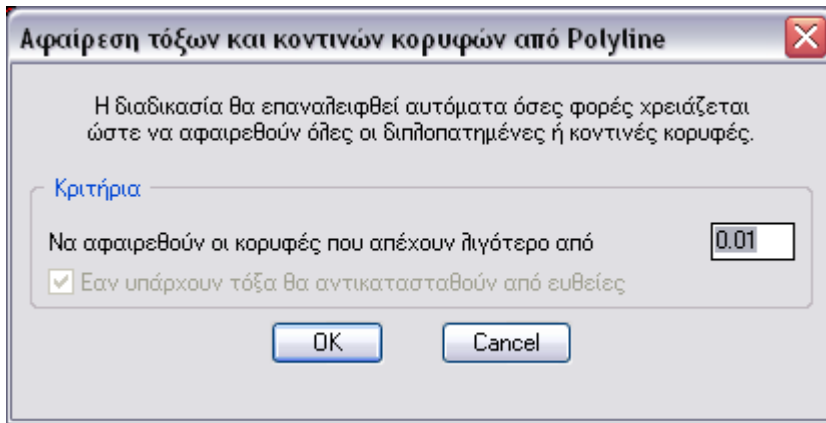 Αφαίρεση τόξων και κοντινών κορυφών από Polyline
Η διαδικασία θα επαναλειφθεί αυτόματα όσες φορές χρειάζεται
ώστε να αφαιρεθούν όλες οι διπλοπατημένες ή κοντινές κορυφές.
Κριτήρια
Να αφαιρεθούν οι κορυφές που απέχουν λιγότερο από 0.01
Εαν υπάρχουν τόξα θα αντικατασταθούν από ευθείες
OK Cancel